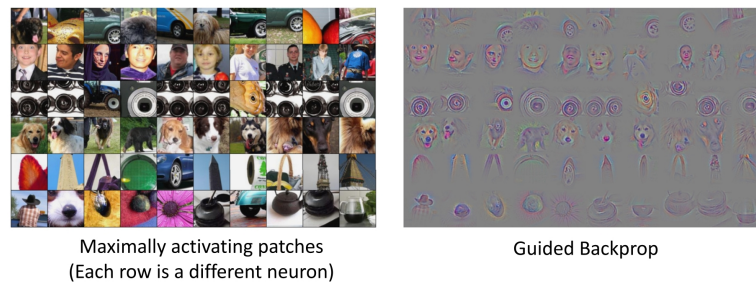 Maximally activating patches
(Each row is a different neuron)
Guided Backprop